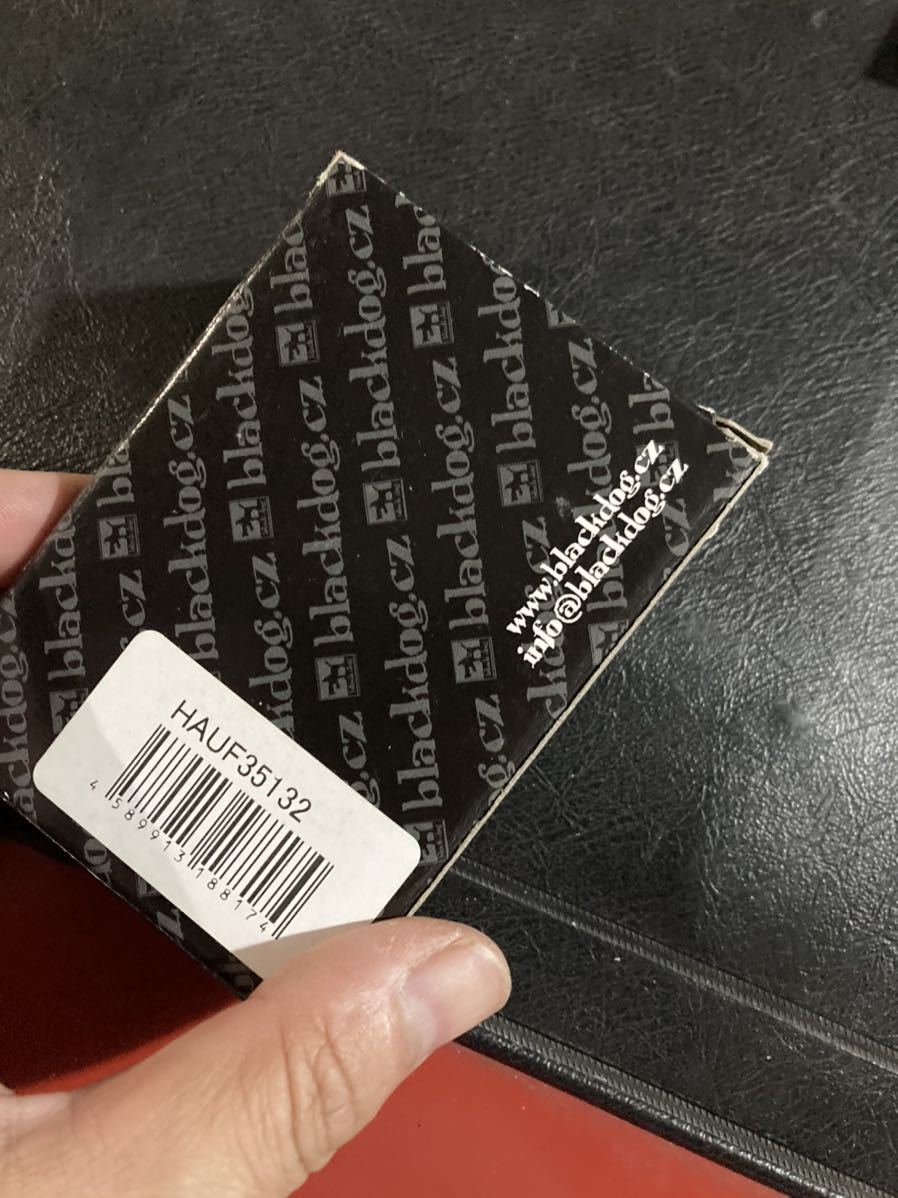 www.blackdog.cz
info@blackdog.cz
blackdog.cz
HAUF35132
4 589913 188174